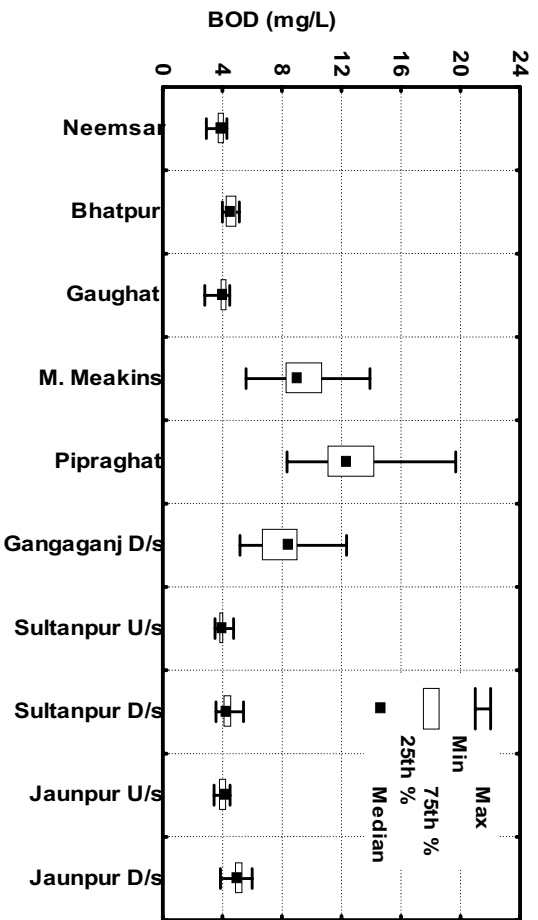 BOD (mg/L)
0
4
8
12
16
20
24
Neemsar
Bhatpur
Gaughat
M. Meakins
Pipraghat
Gangaganj D/s
Sultanpur U/s
Sultanpur D/s
Jaunpur U/s
Jaunpur D/s
Max
Min
75th %
25th %
Median